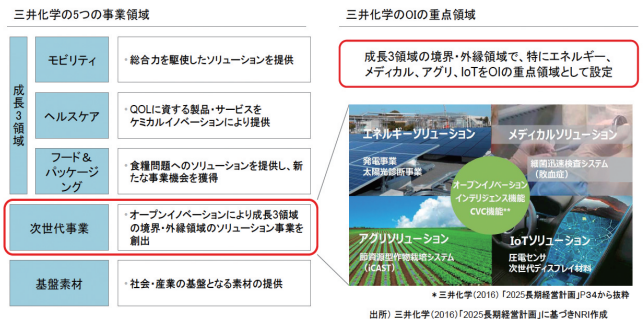 三井化学の5つの事業領域
成長3領域
モビリティ
・総合力を駆使したソリューションを提供
ヘルスケア
・QOLに資する製品・サービスを
ケミカルイノベーションにより提供
フード＆
パッケージ
ング
・食糧問題へのソリューションを提供し、新
たな事業機会を獲得
次世代事業
・オープンイノベーションにより成長3領域
の境界・外縁領域のソリューション事業を
創出
基盤素材
・社会・産業の基盤となる素材の提供
三井化学のOIの重点領域
成長3領域の境界・外縁領域で、特にエネルギー、
メディカル、アグリ、IoTをOIの重点領域として設定
エネルギーソリューション
発電事業
太陽光診断事業
メディカルソリューション
細菌迅速検査システム
（敗血症）
オープンイノベーション
インテリジェンス機能
CVC機能**
アグリソリューション
節資源型作物栽培システム
（iCAST）
IoTソリューション
圧電センサ
次世代ディスプレイ材料
＊三井化学（2016）「2025長期経営計画」P34から抜粋
出所） 三井化学（2016）「2025長期経営計画」に基づきNRI作成